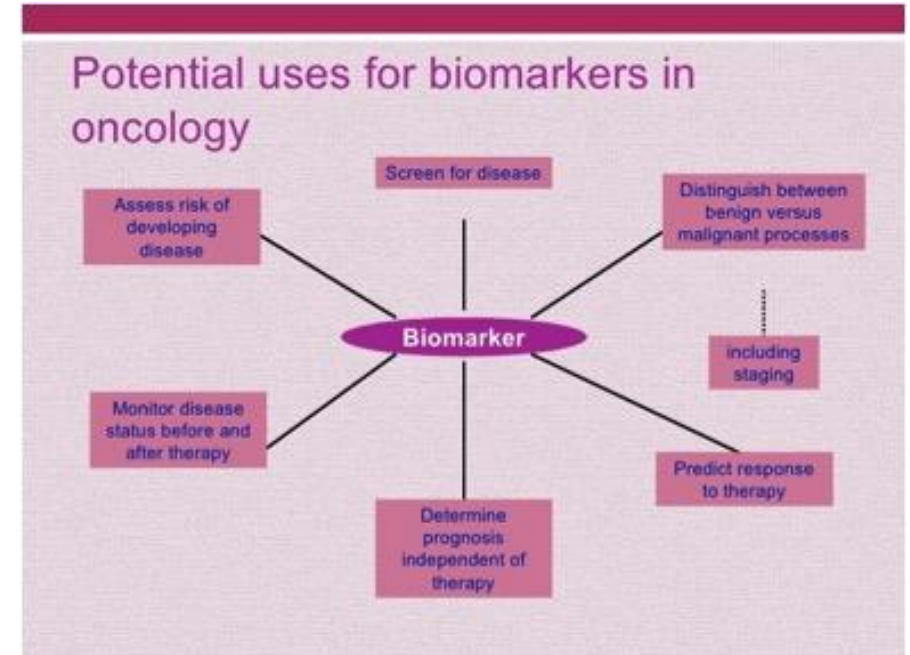 Potential uses for biomarkers in
oncology
Screen for disease
Assess risk of
developing
disease
Distinguish between
benign versus
malignant processes
Biomarker
including
staging
Monitor disease
status before and
after therapy
Predict response
to therapy
Determine
prognosis
independent of
therapy